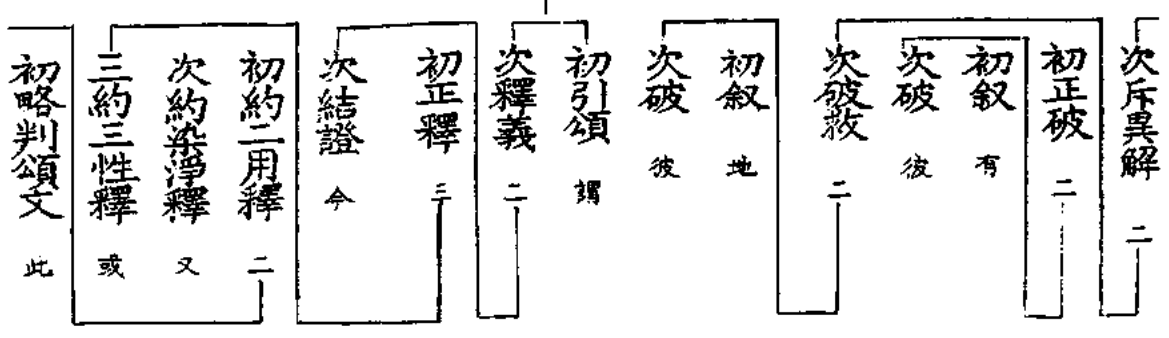 次斥異解 二
初正破 二
初叙 有
次破 彼
次破救 二
初叙 地
次破 彼
初引頌 謂
次釋義 二
初正釋 三
次結證 今
初約二用釋 二
次約染淨釋 又
三約三性釋 或
初略判頌文 此